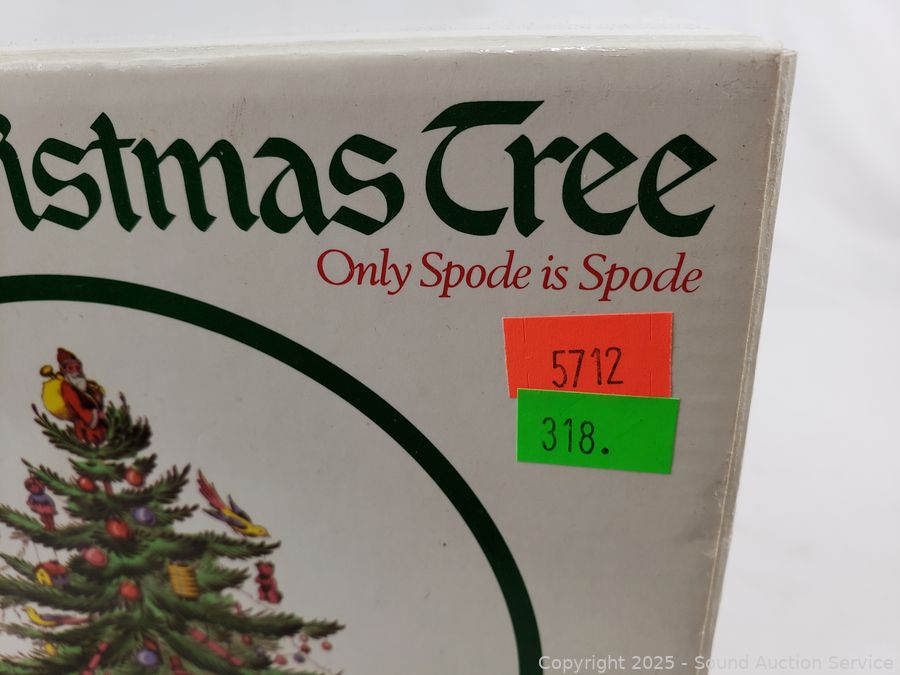 istmas Tree
Only Spode is Spode
5712
318.
Copyright 2025 - Sound Auction Service